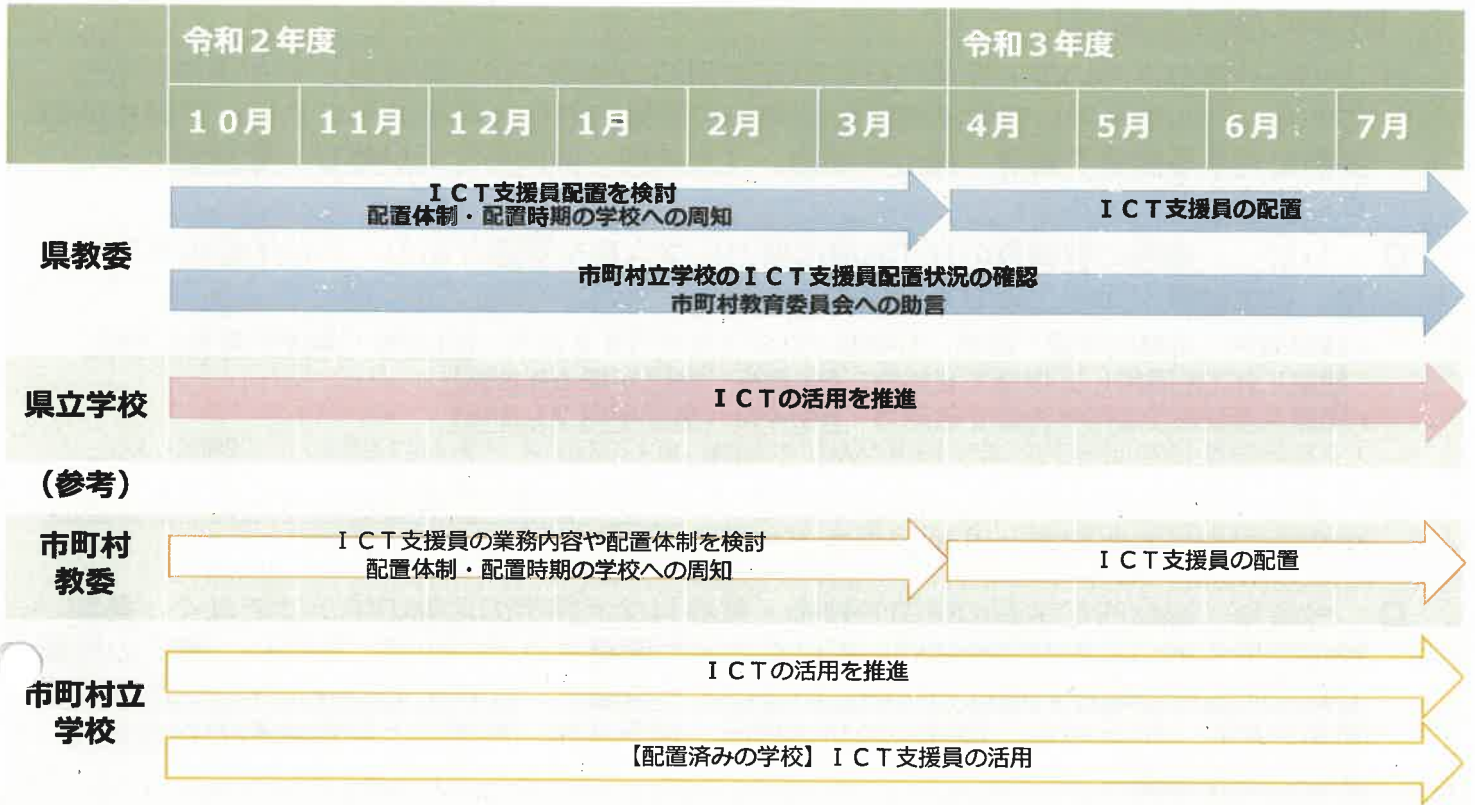 令和２年度
令和３年度
１０月
１１月
１２月
１月
２月
３月
４月
５月
６月
７月
県教委
ＩＣＴ支援員配置を検討
配置体制・配置時期の学校への周知
ＩＣＴ支援員の配置
市町村立学校のＩＣＴ支援員配置状況の確認
市町村教育委員会への助言
県立学校
ＩＣＴの活用を推進
（参考）
市町村
教委
ＩＣＴ支援員の業務内容や配置体制を検討
配置体制・配置時期の学校への周知
ＩＣＴ支援員の配置
市町村立
学校
ＩＣＴの活用を推進
【配置済みの学校】ＩＣＴ支援員の活用